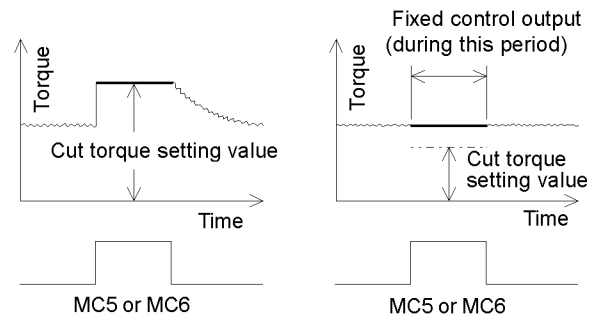 Torque
Cut torque setting value
Time
MC5 or MC6
Fixed control output
(during this period)
Torque
Cut torque
setting value
Time
MC5 or MC6